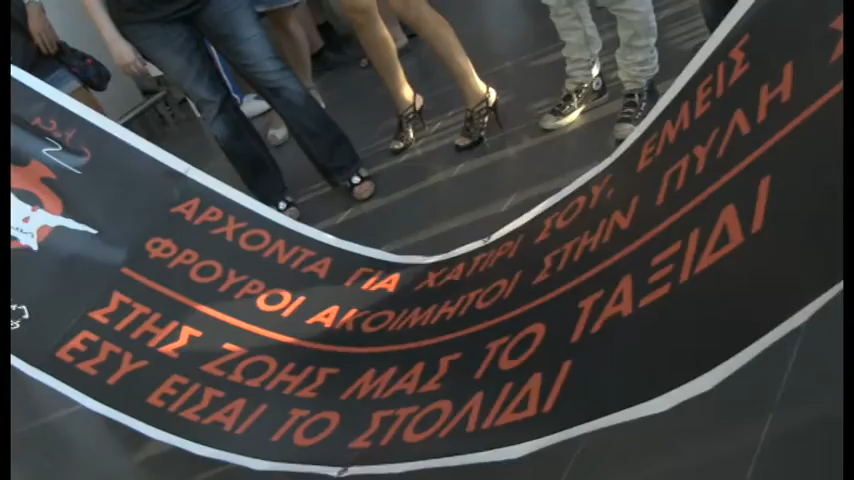 ΑΡΧΟΝΤΑ ΓΙΑ ΧΑΤΙΡΙ ΣΟΥ, ΕΜΕΙΣ
ΦΡΟΥΡΟΙ ΑΚΟΙΜΗΤΟΙ ΣΤΗΝ ΠΥΛΗ
ΣΤΗΣ ΖΩΗΣ ΜΑΣ ΤΟ ΤΑΞΙΔΙ
ΕΣΥ ΕΙΣΑΙ ΤΟ ΣΤΟΛΙΔΙ